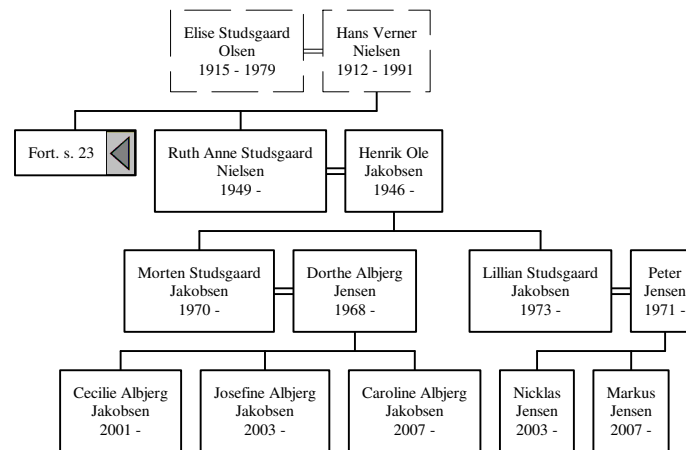 Elise Studsgaard
Olsen
1915 - 1979
Hans Verner
Nielsen
1912 - 1991
Fort. s. 23
Ruth Anne Studsgaard
Nielsen
1949 -
Henrik Ole
Jakobsen
1946 -
Morten Studsgaard
Jakobsen
1970 -
Dorthe Albjerg
Jensen
1968 -
Lillian Studsgaard
Jakobsen
1973 -
Peter
Jensen
1971 -
Cecilie Albjerg
Jakobsen
2001 -
Josefine Albjerg
Jakobsen
2003 -
Caroline Albjerg
Jakobsen
2007 -
Nicklas
Jensen
2003 -
Markus
Jensen
2007 -